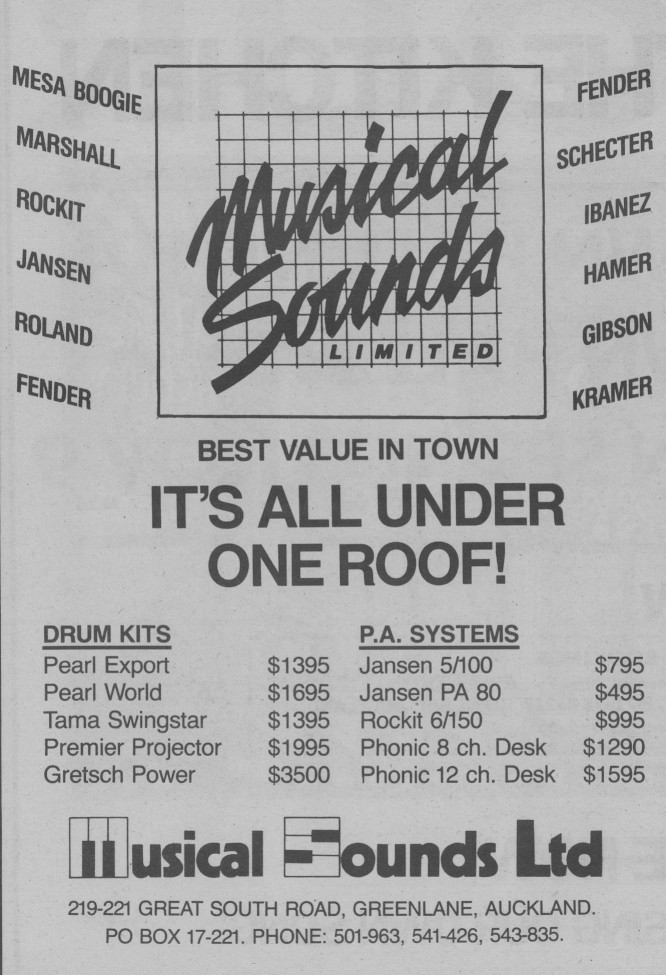 MESA BOOGIE
MARSHALL
ROCKIT
JANSEN
ROLAND
FENDER
Musical
Sounds
LIMITED
FENDER
SCHECTER
IBANEZ
HAMER
GIBSON
KRAMER
BEST VALUE IN TOWN
IT'S ALL UNDER
ONE ROOF!
DRUM KITS
Pearl Export $1395
Pearl World $1695
Tama Swingstar $1395
Premier Projector $1995
Gretsch Power $3500
P.A. SYSTEMS
Jansen 5/100 $795
Jansen PA 80 $495
Rockit 6/150 $995
Phonic 8 ch. Desk $1290
Phonic 12 ch. Desk $1595
Musical Sounds Ltd
219-221 GREAT SOUTH ROAD, GREENLANE, AUCKLAND.
PO BOX 17-221. PHONE: 501-963, 541-426, 543-835.